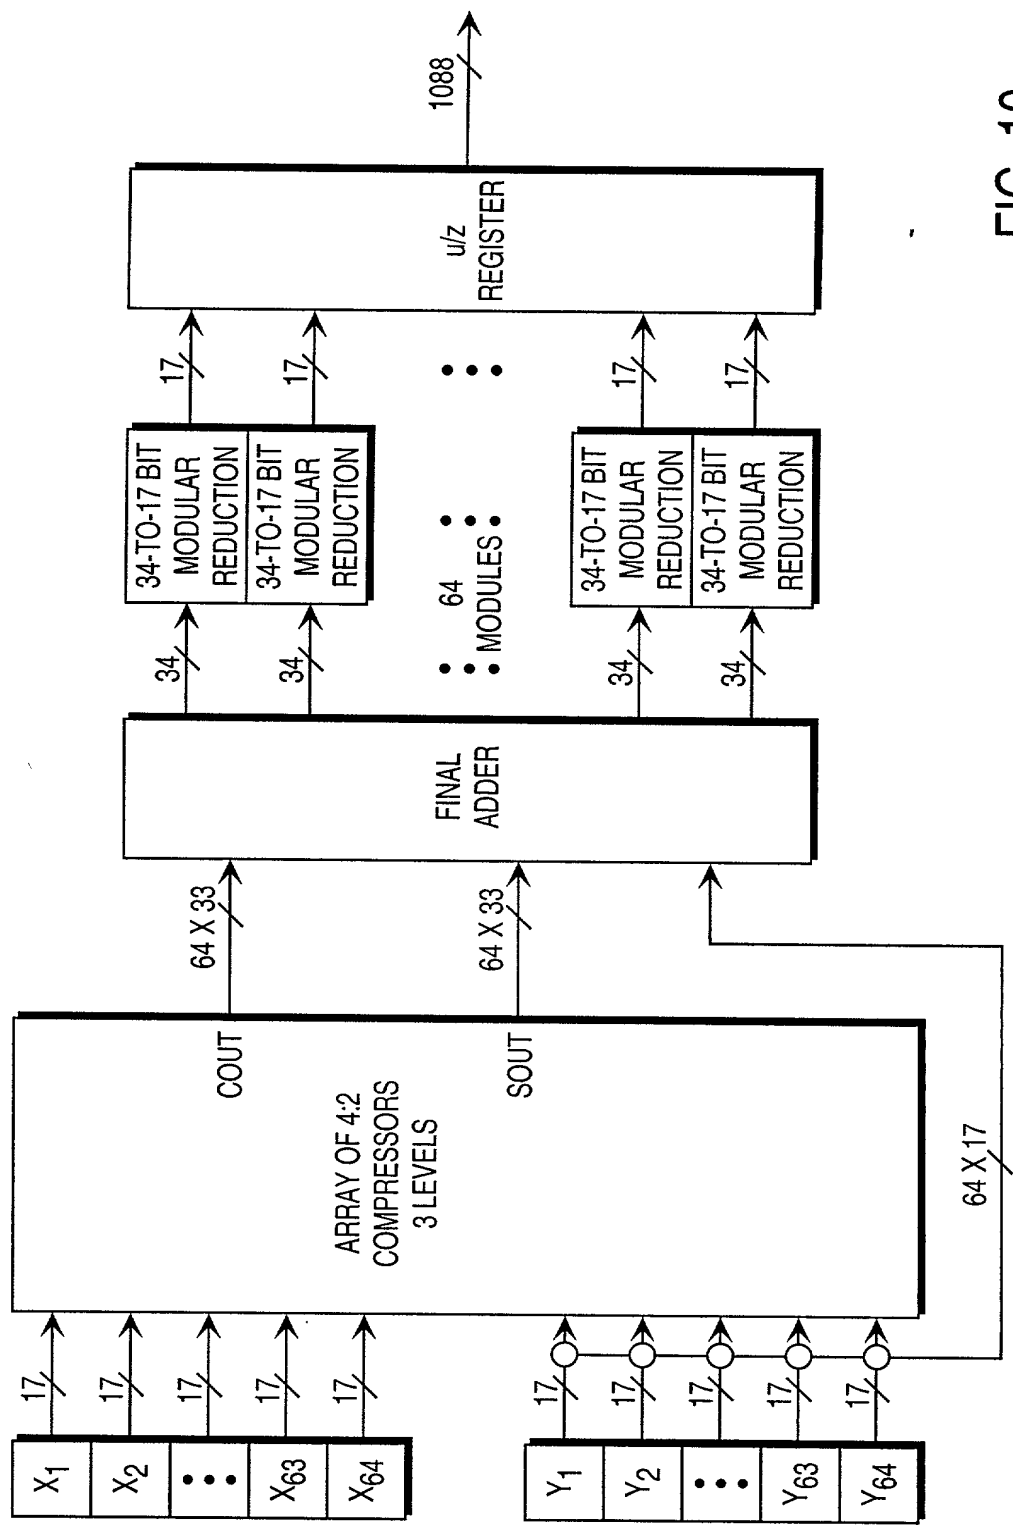 X1
X2
X63
X64
Y1
Y2
Y63
Y64
17
17
17
17
17
17
17
17
17
17
ARRAY OF 4:2
COMPRESSORS
3 LEVELS
COUT
SOUT
64 X 33
64 X 33
64 X 17
FINAL
ADDER
34
34
34
34
64
MODULES
34-TO-17 BIT
MODULAR
REDUCTION
34-TO-17 BIT
MODULAR
REDUCTION
34-TO-17 BIT
MODULAR
REDUCTION
34-TO-17 BIT
MODULAR
REDUCTION
17
17
17
17
u/z
REGISTER
1088
FIG.